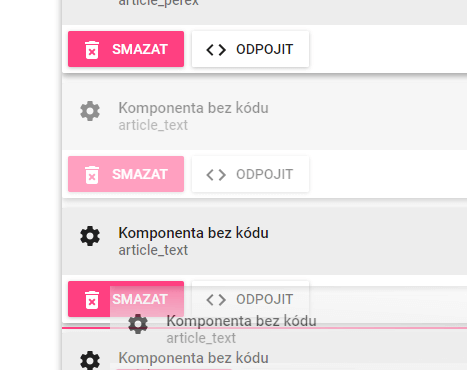 article_perex
SMAZAT
ODPOJIT
Komponenta bez kódu
article_text
SMAZAT
ODPOJIT
Komponenta bez kódu
article_text
SMAZAT
ODPOJIT
Komponenta bez kódu
article_text
Komponenta bez kódu